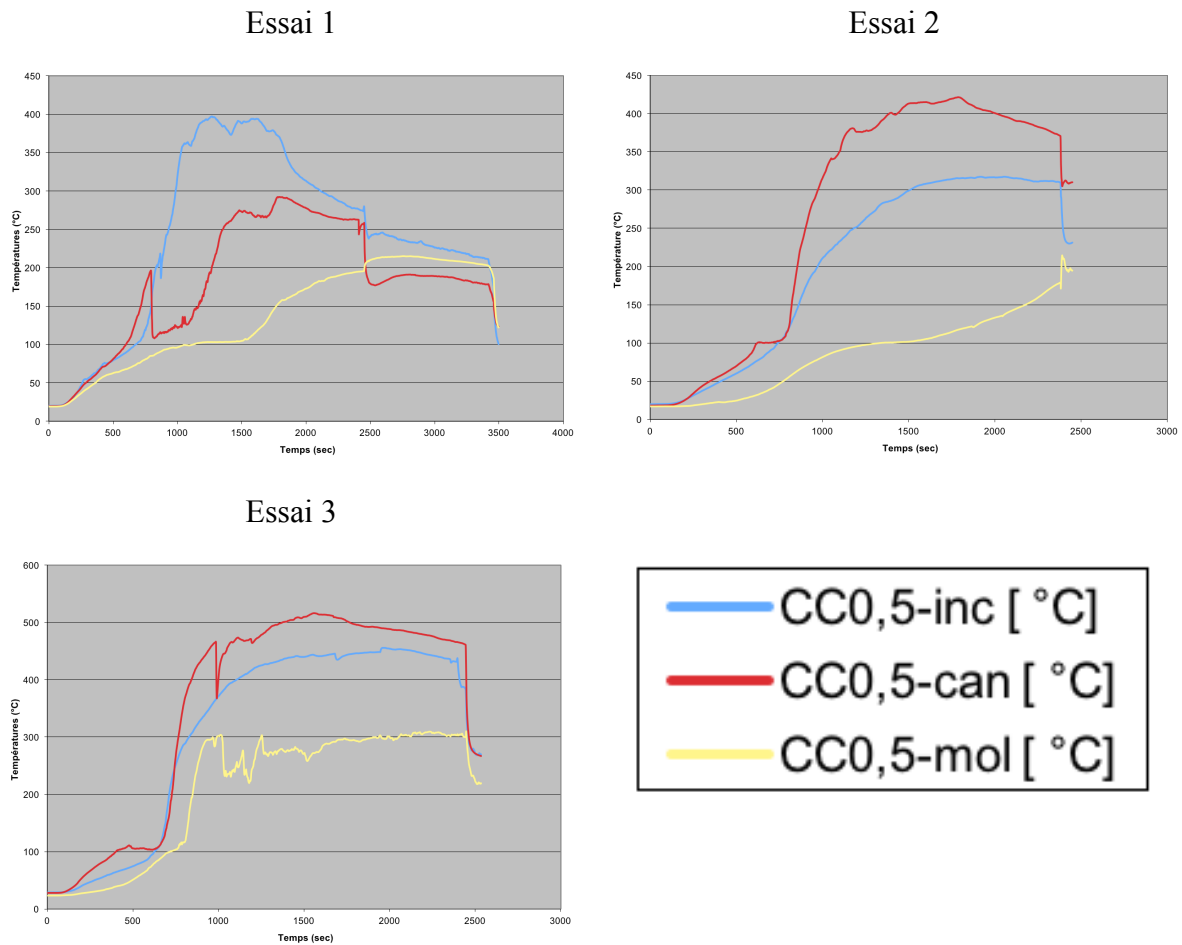 Essai 1
Essai 2
450
400
350
300
250
200
150
100
50
0
Températures (°C)
0 500 1000 1500 2000 2500 3000 3500 4000
Temps (sec)
450
400
350
300
250
200
150
100
50
0
Température (°C)
0 500 1000 1500 2000 2500 3000
Temps (sec)
Essai 3
600
500
400
300
200
100
0
Températures (°C)
0 500 1000 1500 2000 2500 3000
Temps (sec)
CC0,5-inc [ °C]
CC0,5-can [ °C]
CC0,5-mol [ °C]